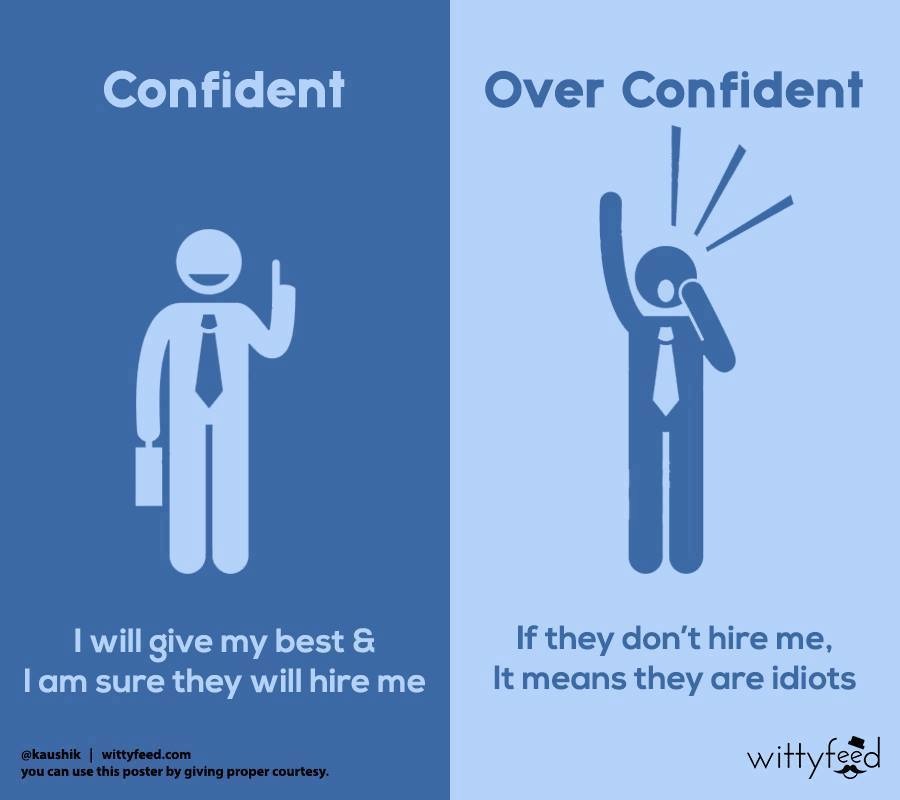 Confident
I will give my best &
I am sure they will hire me
@kaushik | wittyfeed.com
you can use this poster by giving proper courtesy.
Over Confident
If they don't hire me,
It means they are idiots
wittyfeed